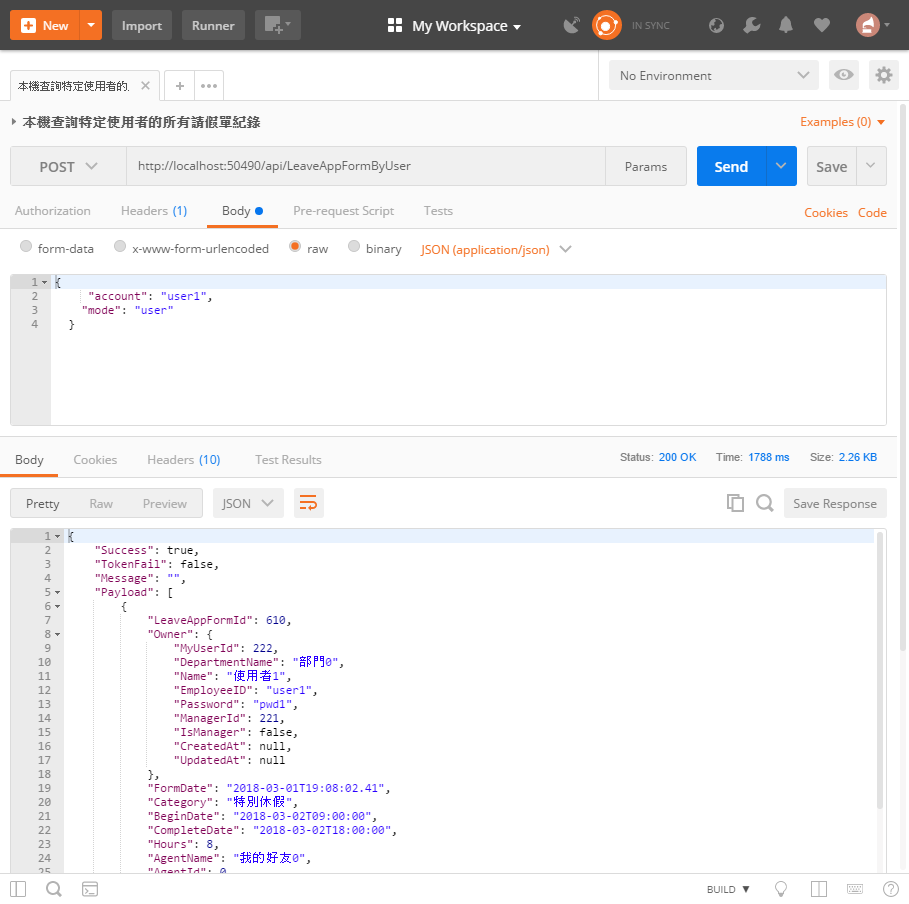 New Import Runner My Workspace IN SYNC
本機查詢特定使用者的. No Environment
本機查詢特定使用者的所有請假單紀錄 Examples (0)
POST http://localhost:50490/api/LeaveAppFormByUser Params Send Save
Authorization Headers (1) Body Pre-request Script Tests Cookies Code
form-data x-www-form-urlencoded raw binary JSON (application/json)
1 {
2 "account": "user1",
3 "mode": "user"
4 }
Body Cookies Headers (10) Test Results Status: 200 OK Time: 1788 ms Size: 2.26 KB
Pretty Raw Preview JSON Save Response
1 {
2 "Success": true,
3 "TokenFail": false,
4 "Message": "",
5 "Payload": [
6 {
7 "LeaveAppFormId": 610,
8 "Owner": {
9 "MyUserId": 222,
10 "DepartmentName": "部門0",
11 "Name": "使用者1",
12 "EmployeeID": "user1",
13 "Password": "pwd1",
14 "ManagerId": 221,
15 "IsManager": false,
16 "CreatedAt": null,
17 "UpdatedAt": null
18 },
19 "FormDate": "2018-03-01T19:08:02.41",
20 "Category": "特別休假",
21 "BeginDate": "2018-03-02T09:00:00",
22 "CompleteDate": "2018-03-02T18:00:00",
23 "Hours": 8,
24 "AgentName": "我的好友0",
25 "AgentId": 0
BUILD